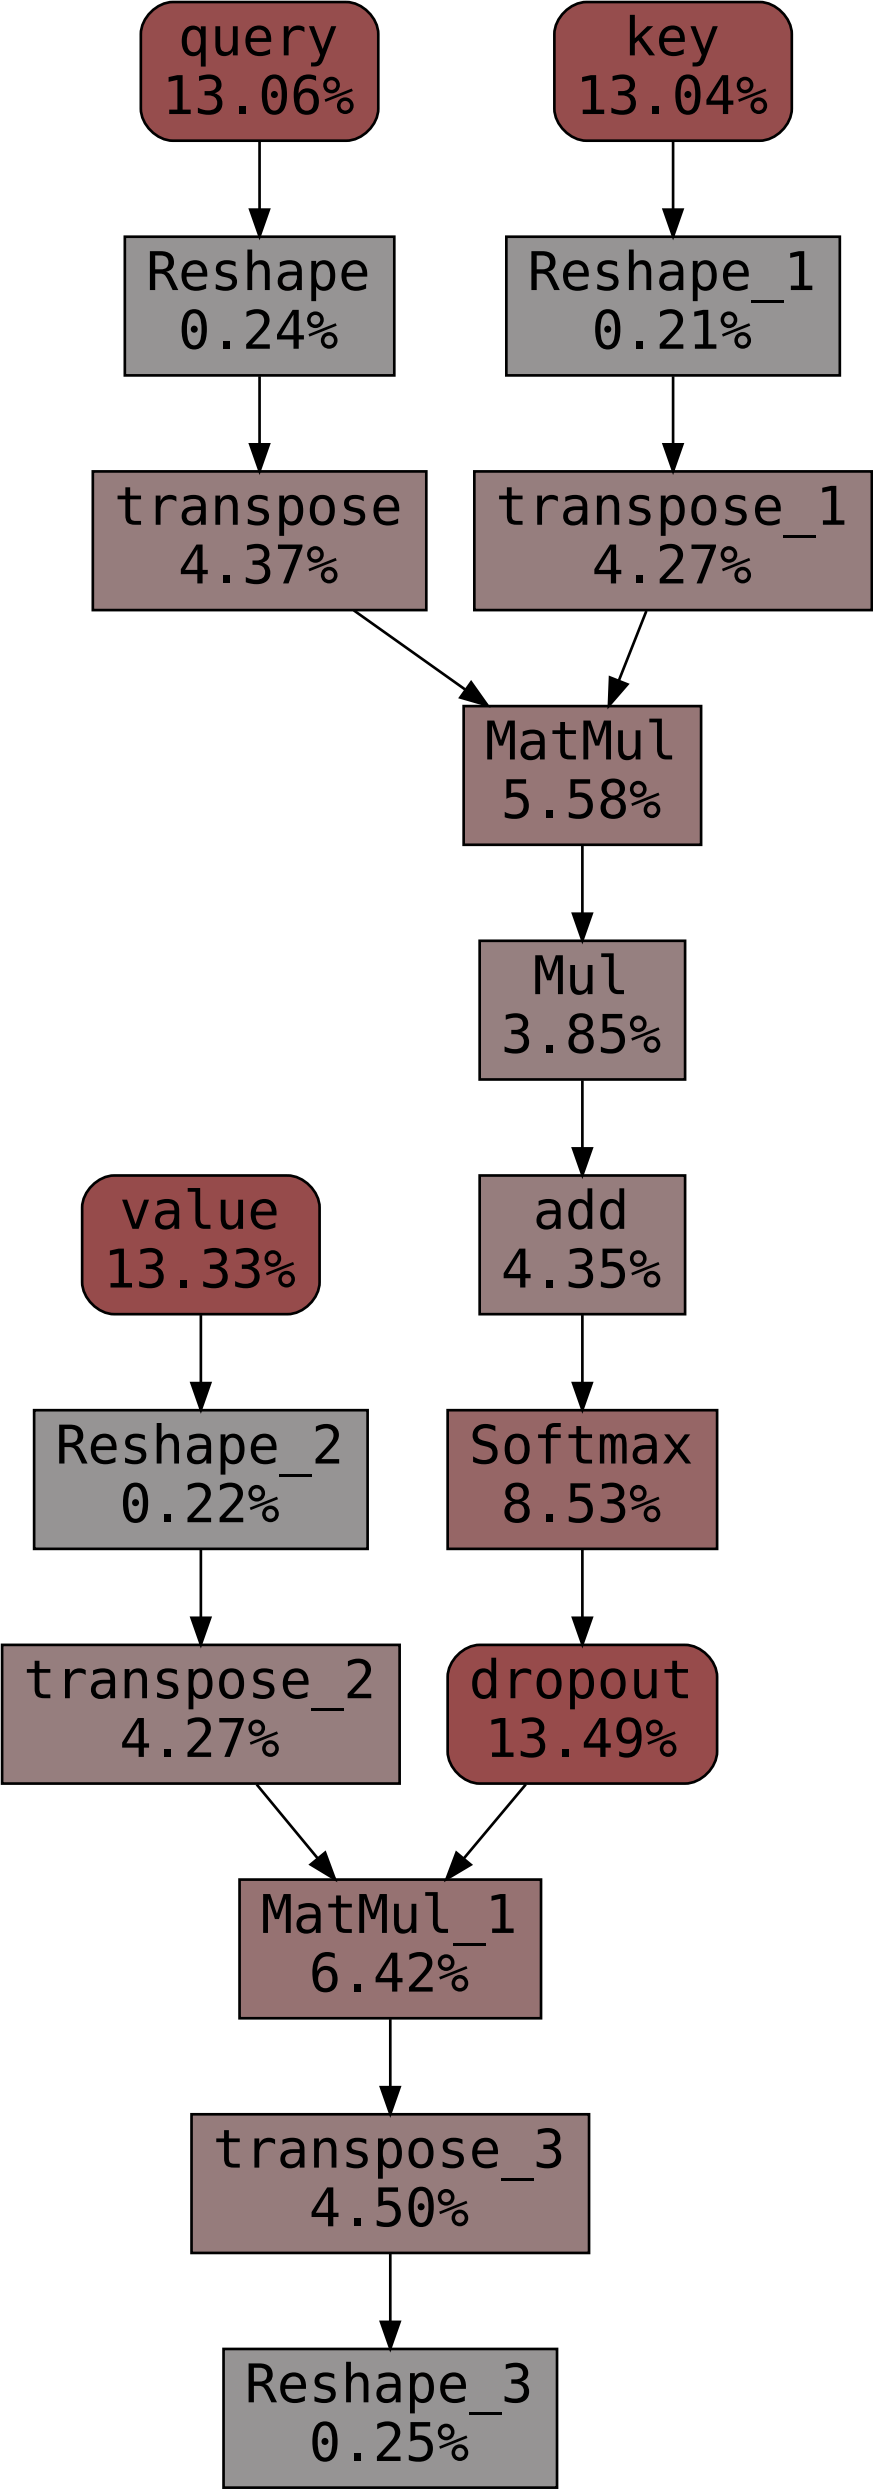 query
13.06%
key
13.04%
Reshape
0.24%
Reshape_1
0.21%
transpose
4.37%
transpose_1
4.27%
MatMul
5.58%
Mul
3.85%
add
4.35%
value
13.33%
Reshape_2
0.22%
Softmax
8.53%
transpose_2
4.27%
dropout
13.49%
MatMul_1
6.42%
transpose_3
4.50%
Reshape_3
0.25%